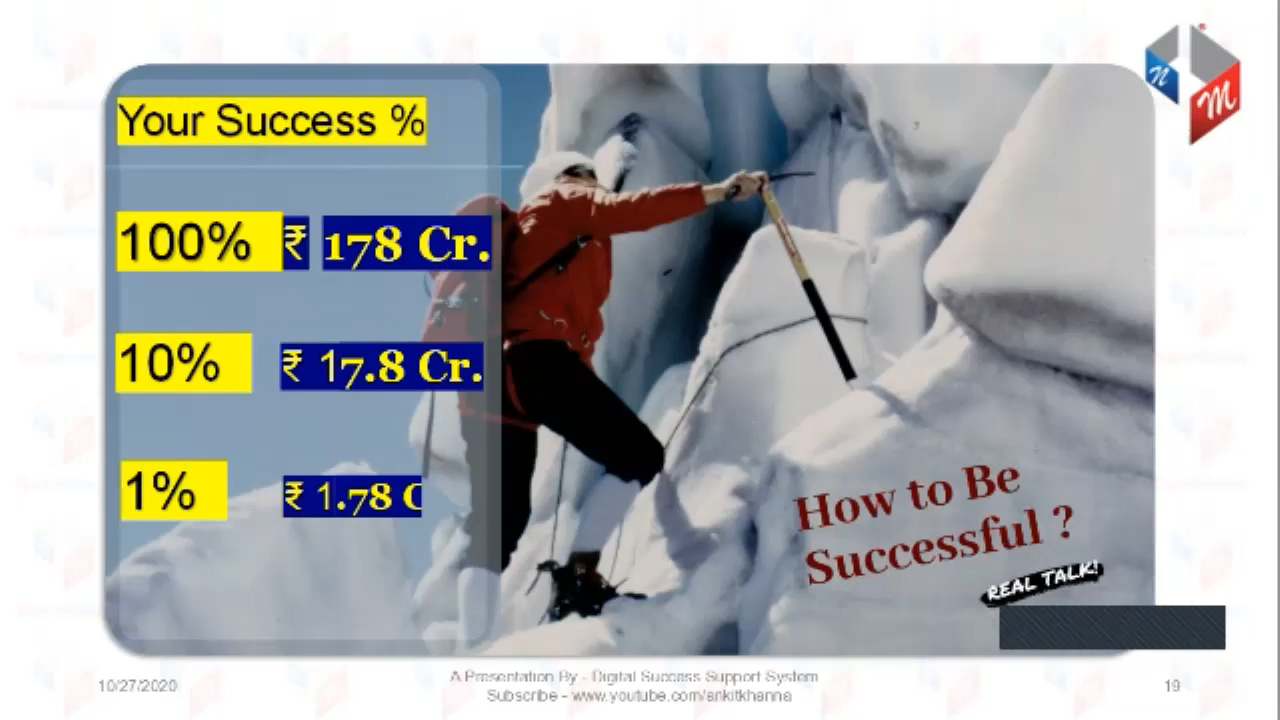 Your Success %
100% ₹ 178 Cr.
10% ₹ 17.8 Cr.
1% ₹ 1.78 C
How to Be
Successful ?
REAL TALK!
n M
10/27/2020
A Presentation By - Digital Success Support System
Subscribe - www.youtube.com/ankitkhanna
19